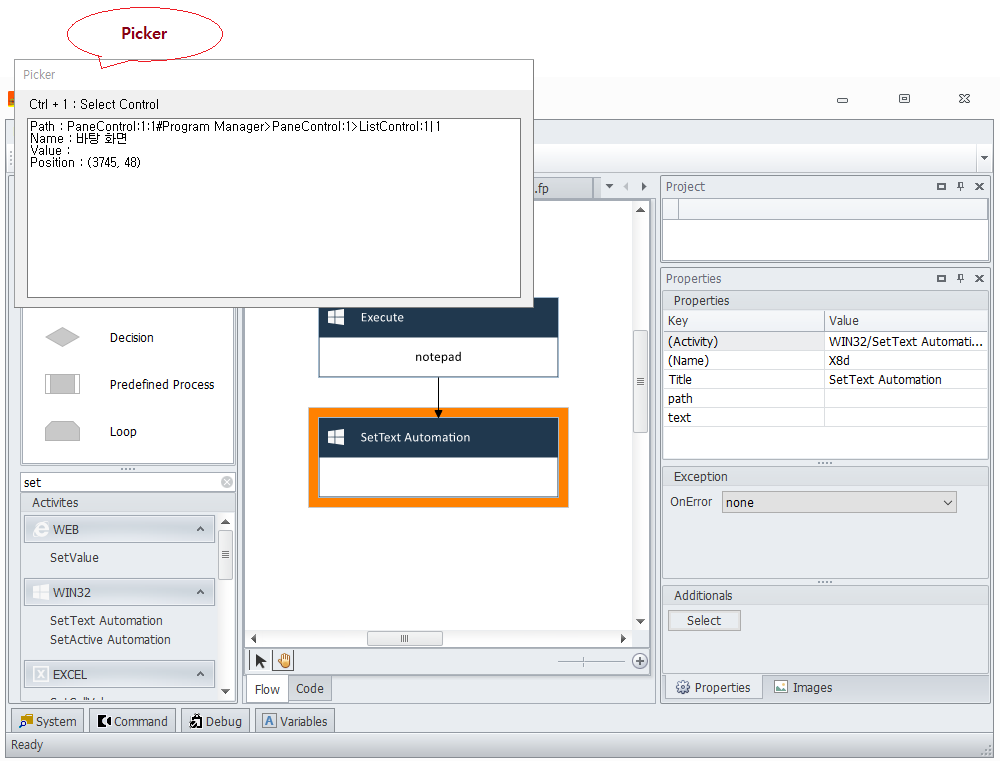 Picker
Picker
Ctrl + 1 : Select Control
Path : PaneControl:1:1#Program Manager>PaneControl:1>ListControl:1|1
Name : 바탕 화면
Value :
Position : (3745, 48)
.fp
Project
Properties
Properties
Key Value
(Activity) WIN32/SetText Automati...
(Name) X8d
Title SetText Automation
path
text
Exception
OnError none
Additionals
Select
Properties Images
Execute
notepad
SetText Automation
Decision
Predefined Process
Loop
set
Activites
WEB
SetValue
WIN32
SetText Automation
SetActive Automation
EXCEL
Flow Code
System Command Debug Variables
Ready